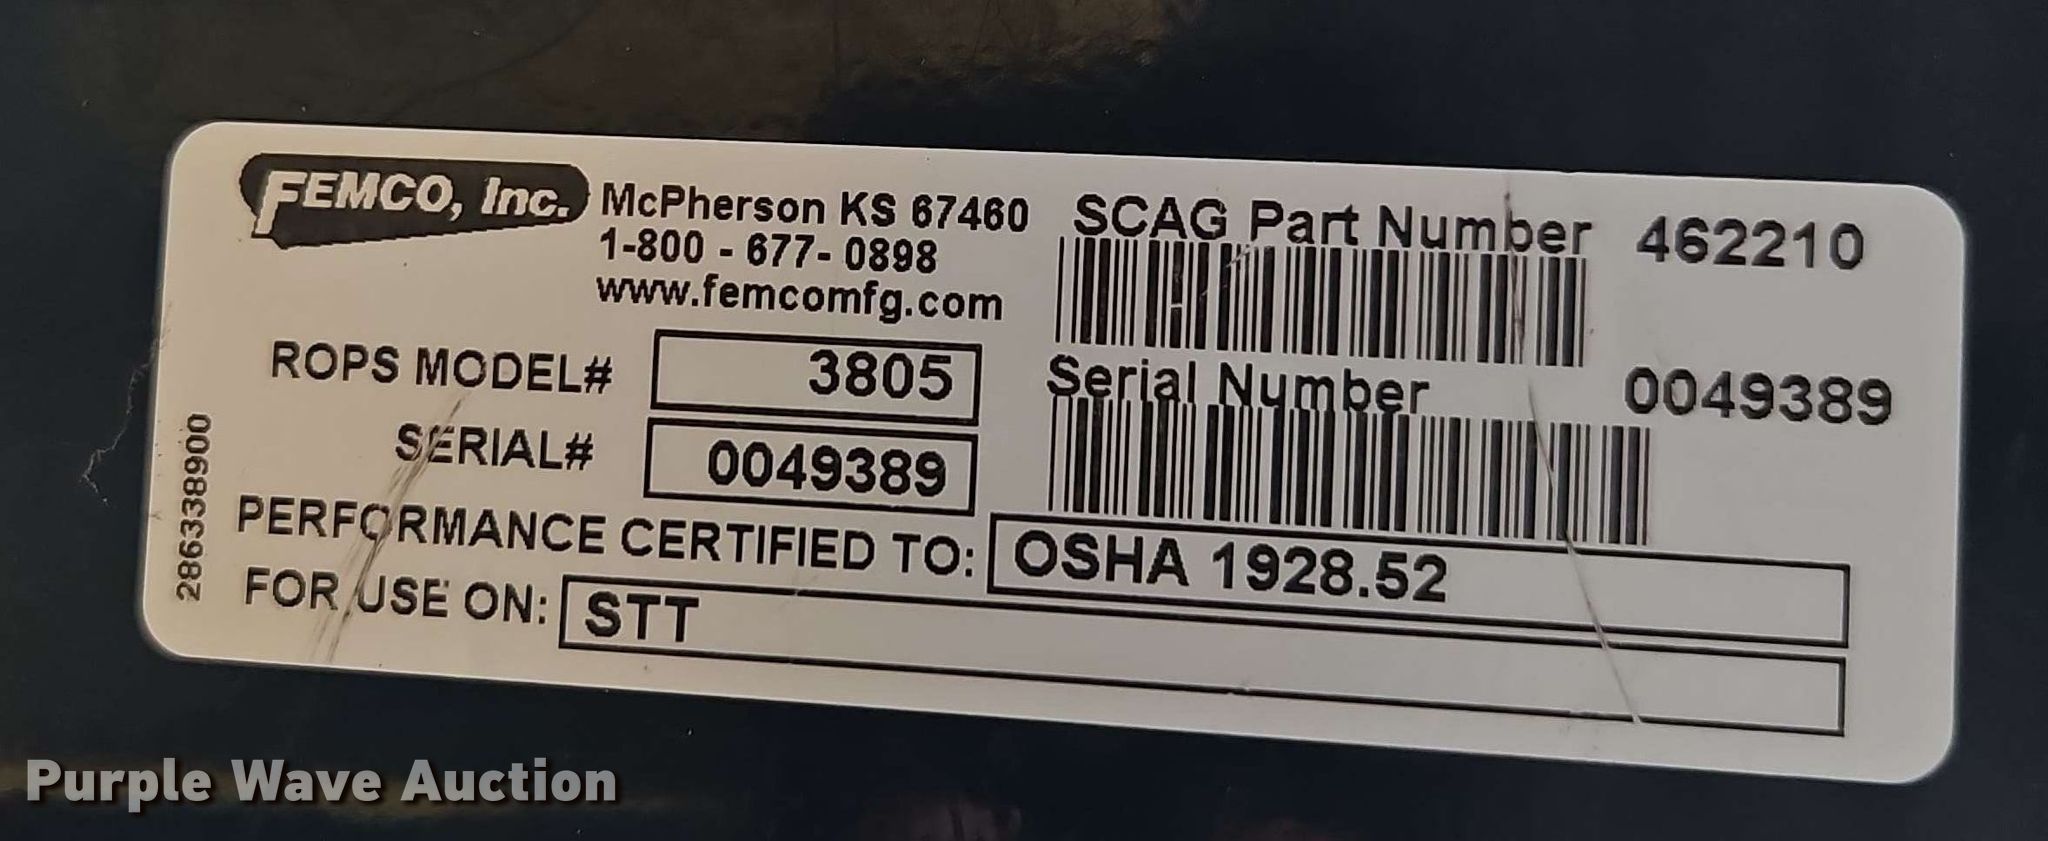 FEMCO, Inc.
McPherson KS 67460
1-800 - 677- 0898
www.femcomfg.com
SCAG Part Number 462210
ROPS MODEL# 3805
Serial Number 0049389
SERIAL# 0049389
PERFORMANCE CERTIFIED TO: OSHA 1928.52
FOR USE ON: STT
286338900
Purple Wave Auction